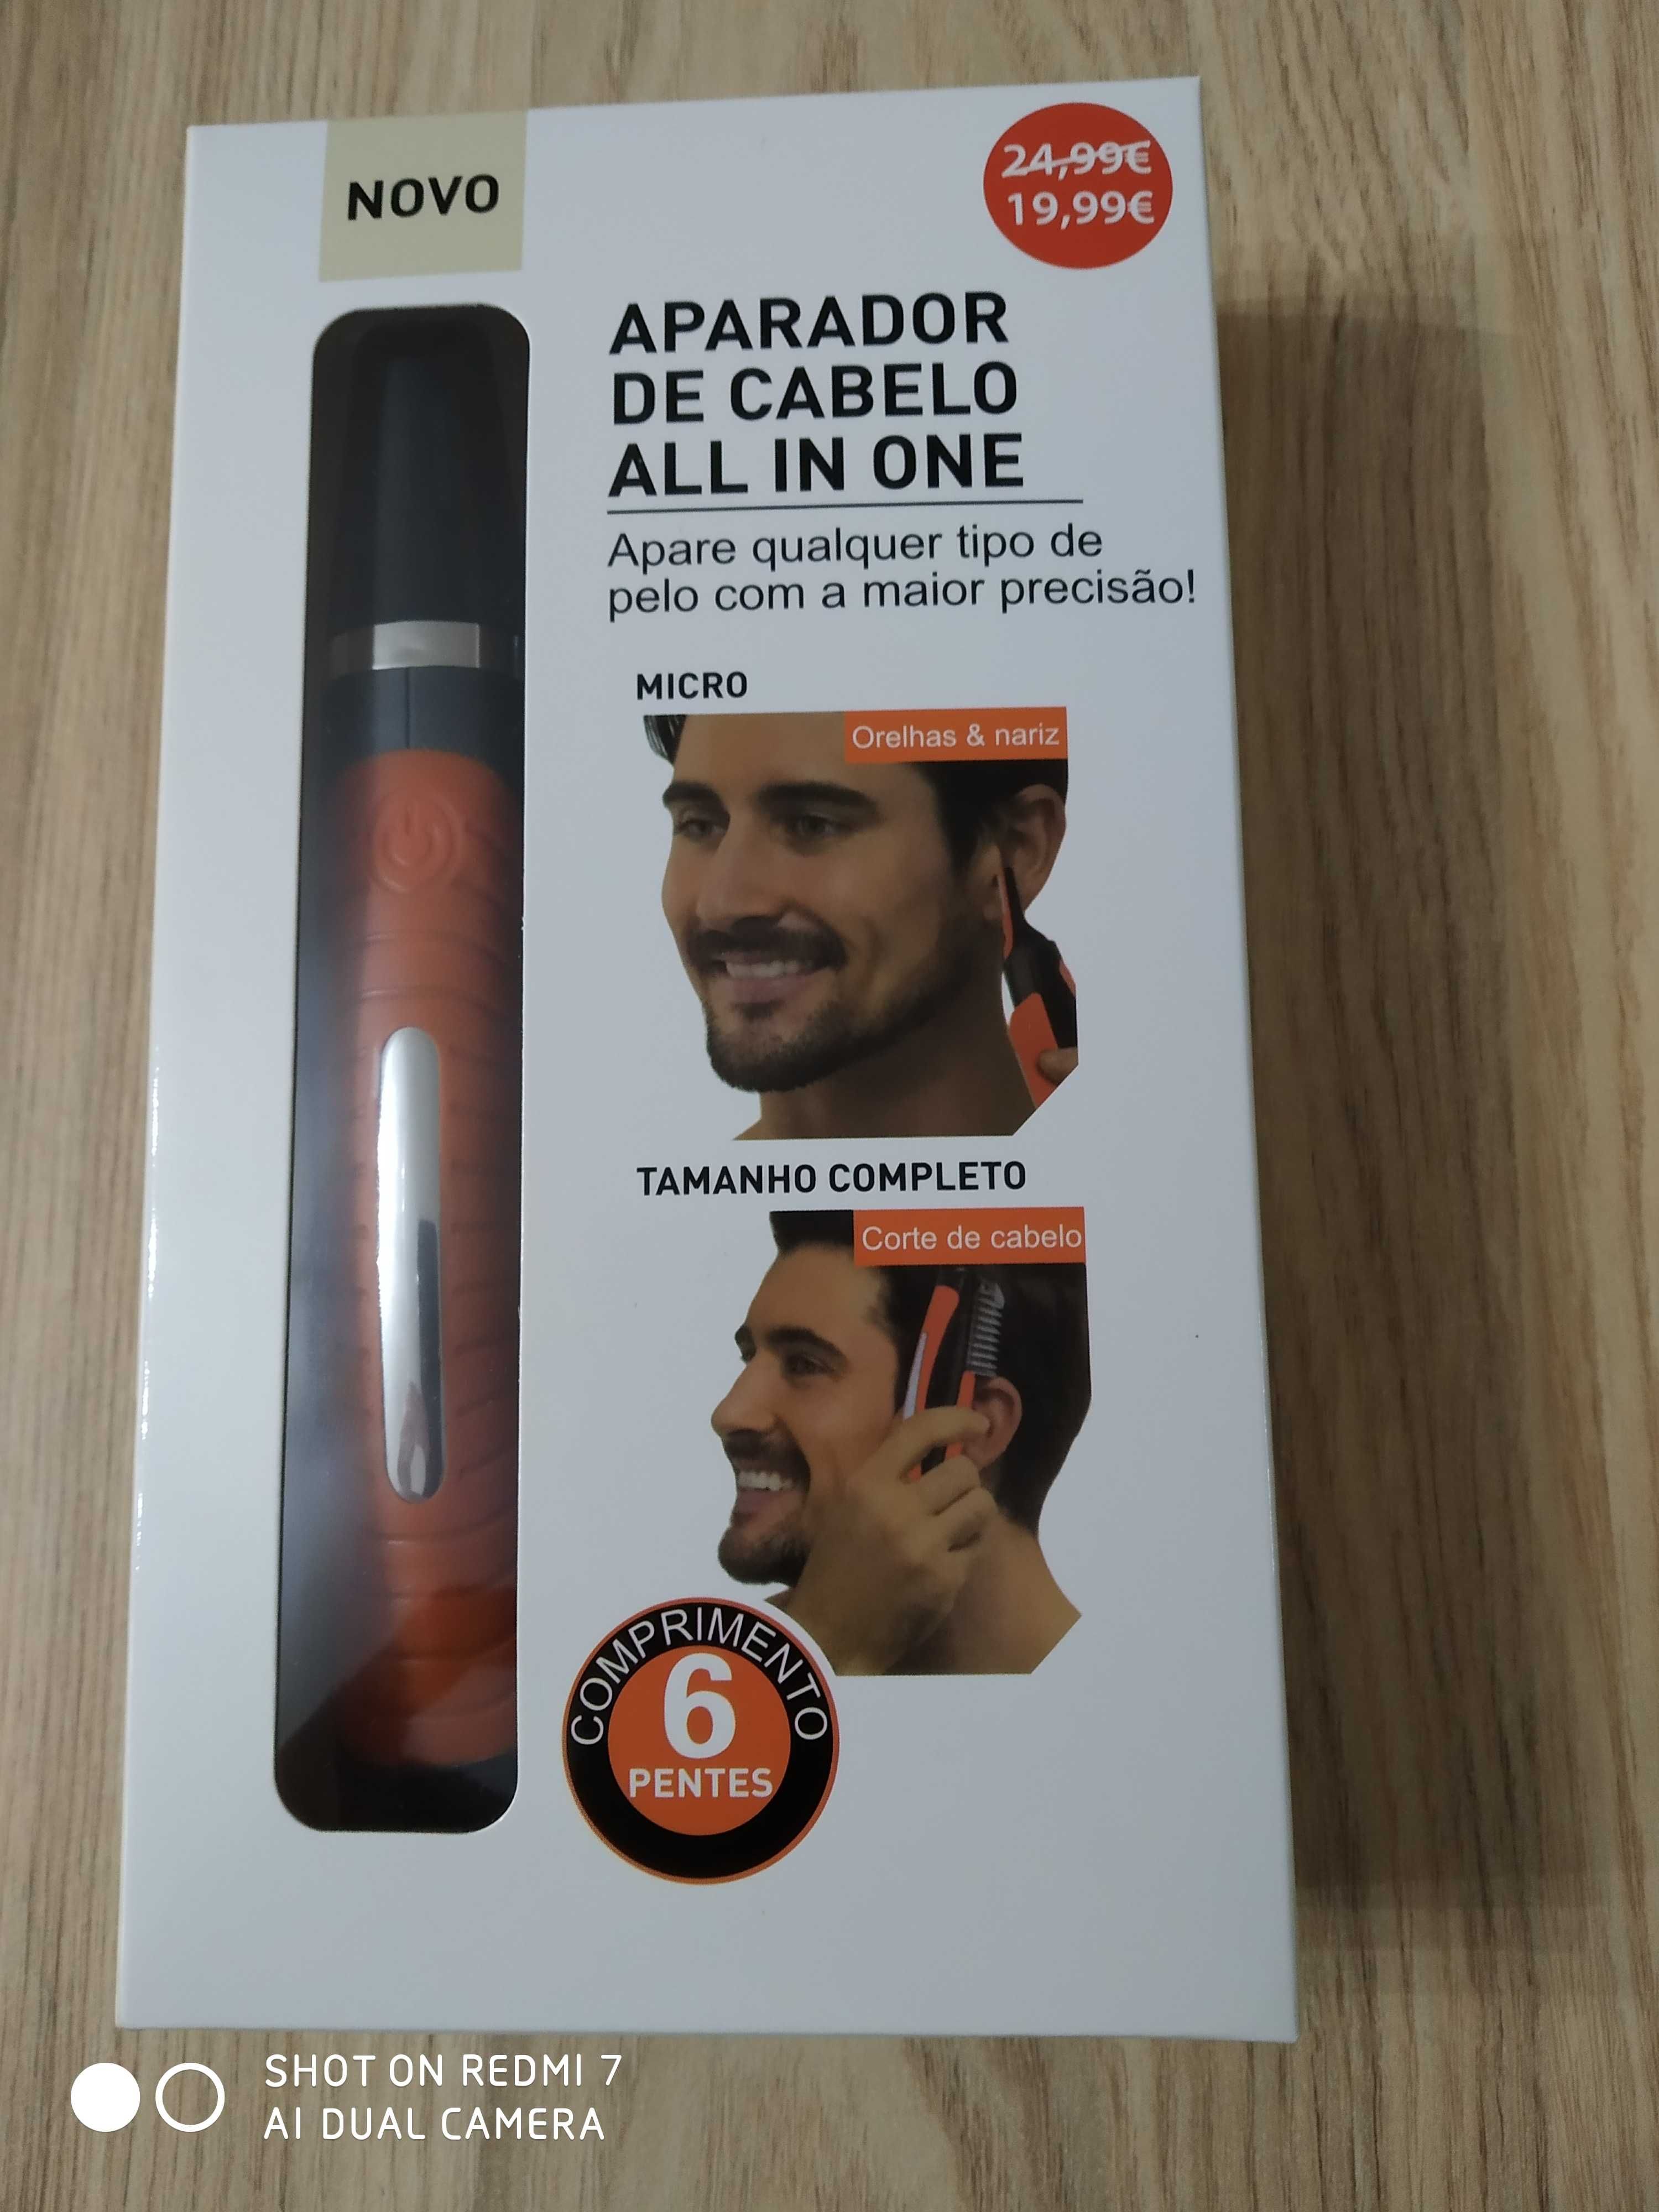 NOVO
24,99€
19,99€
APARADOR
DE CABELO
ALL IN ONE
Apare qualquer tipo de
pelo com a maior precisão!
MICRO
Orelhas & nariz
TAMANHO COMPLETO
Corte de cabelo
COMPRIMENTO
6
PENTES
SHOT ON REDMI 7
AI DUAL CAMERA